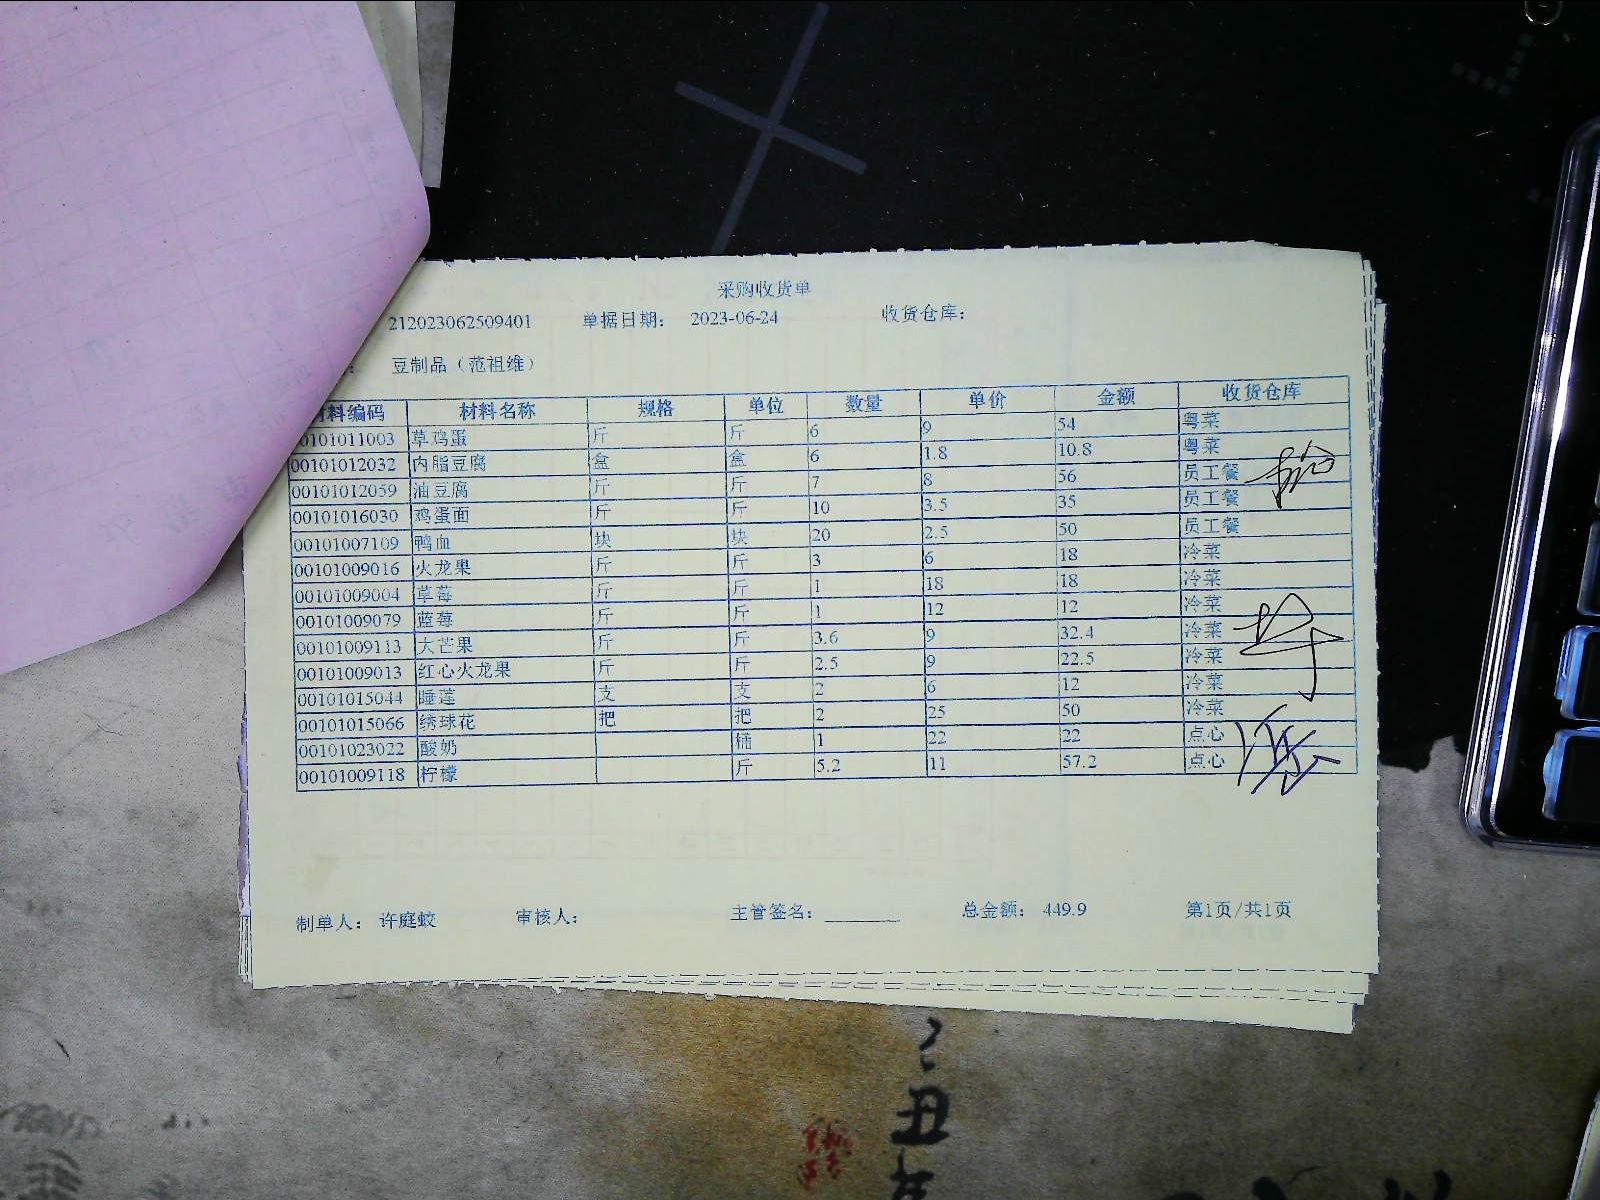 采购收货单
212023062509401 单据日期: 2023-06-24 收货仓库:
: 豆制品（范祖维）
材料编码 材料名称 规格 单位 数量 单价 金额 收货仓库
00101011003 草鸡蛋 斤 斤 6 9 54 粤菜
00101012032 内脂豆腐 盒 盒 6 1.8 10.8 粤菜
00101012059 油豆腐 斤 斤 7 8 56 员工餐
00101016030 鸡蛋面 斤 斤 10 3.5 35 员工餐
00101007109 鸭血 块 块 20 2.5 50 员工餐
00101009016 火龙果 斤 斤 3 6 18 冷菜
00101009004 草莓 斤 斤 1 18 18 冷菜
00101009079 蓝莓 斤 斤 1 12 12 冷菜
00101009113 大芒果 斤 斤 3.6 9 32.4 冷菜
00101009013 红心火龙果 斤 斤 2.5 9 22.5 冷菜
00101015044 睡莲 支 支 2 6 12 冷菜
00101015066 绣球花 把 把 2 25 50 冷菜
00101023022 酸奶 桶 1 22 22 点心
00101009118 柠檬 斤 5.2 11 57.2 点心
制单人: 许庭蛟 审核人: 主管签名: 总金额: 449.9 第1页/共1页
丑
年